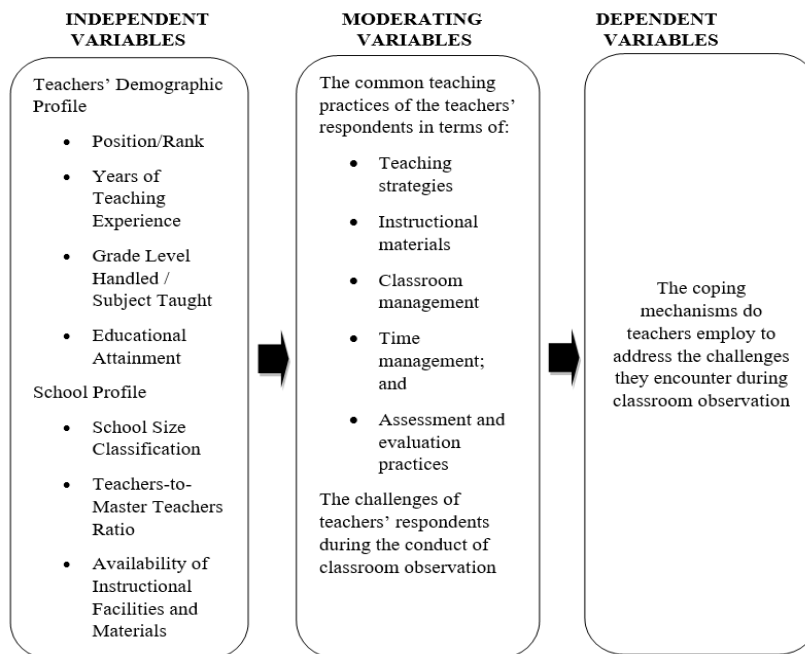 INDEPENDENT
VARIABLES
Teachers' Demographic
Profile
• Position/Rank
• Years of
Teaching
Experience
• Grade Level
Handled /
Subject Taught
• Educational
Attainment
School Profile
• School Size
Classification
• Teachers-to-
Master Teachers
Ratio
• Availability of
Instructional
Facilities and
Materials
MODERATING
VARIABLES
The common teaching
practices of the teachers'
respondents in terms of:
• Teaching
strategies
• Instructional
materials
• Classroom
management
• Time
management;
and
• Assessment and
evaluation
practices
The challenges of
teachers' respondents
during the conduct of
classroom observation
DEPENDENT
VARIABLES
The coping
mechanisms do
teachers employ to
address the challenges
they encounter during
classroom observation